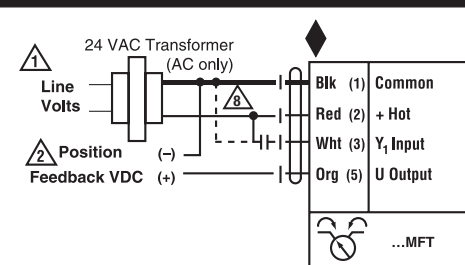 24 VAC Transformer
(AC only)
1
Line
Volts
8
2 Position (–)
Feedback VDC (+)
Blk (1) Common
Red (2) + Hot
Wht (3) Y1 Input
Org (5) U Output
...MFT